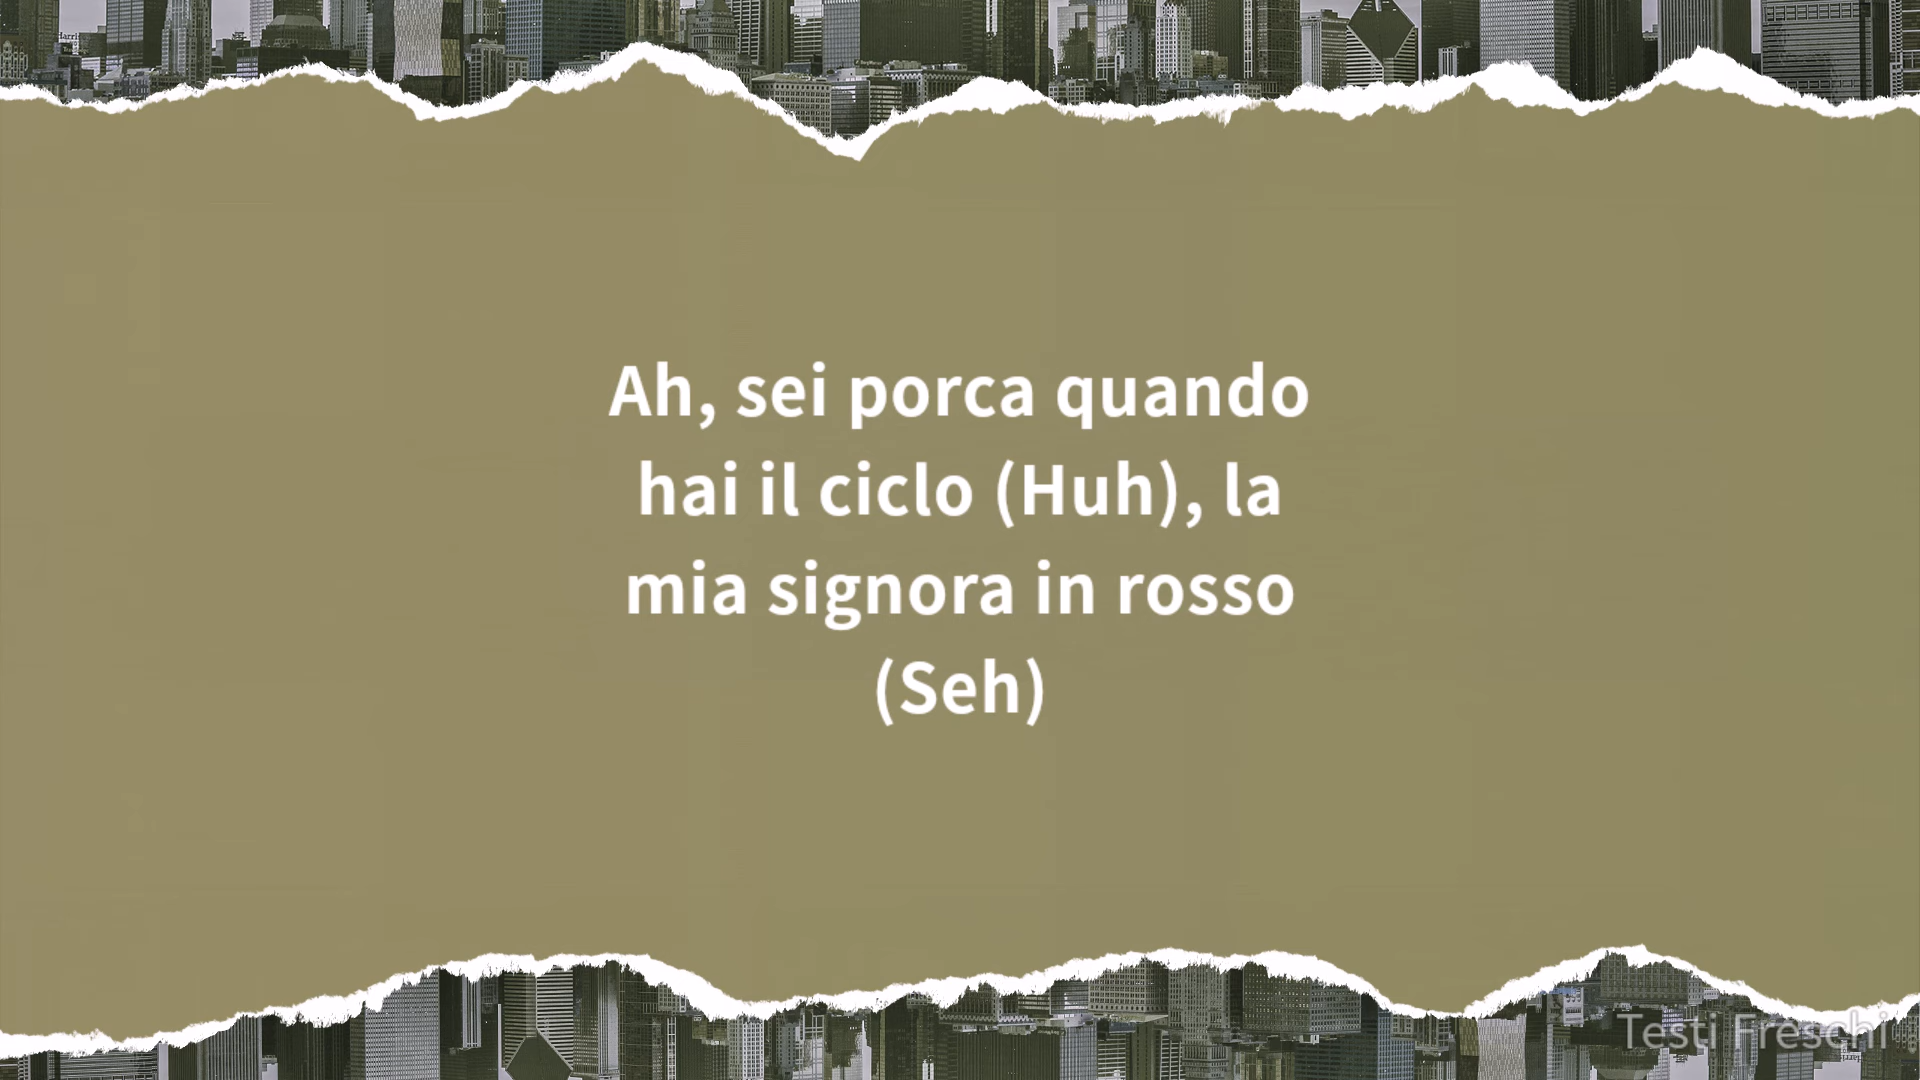 Ah, sei porca quando
hai il ciclo (Huh), la
mia signora in rosso
(Seh)
Testi Freschi